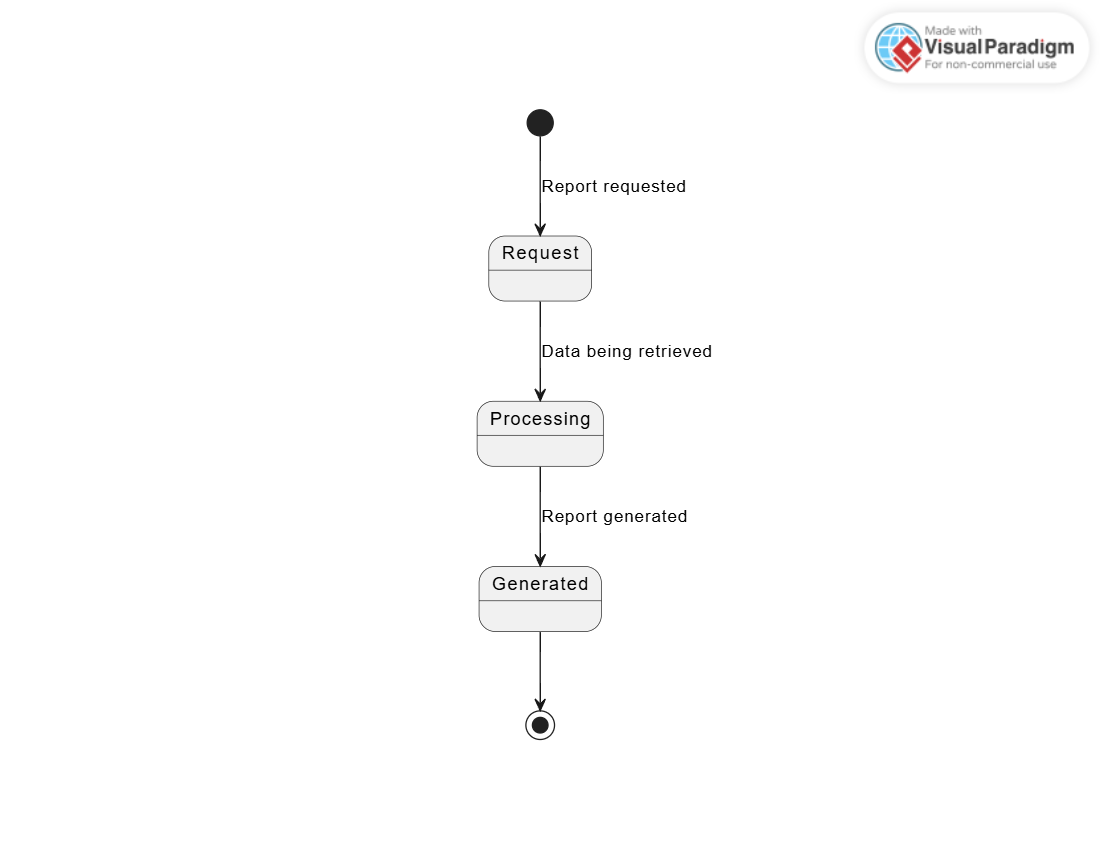 Made with
Visual Paradigm
For non-commercial use
Report requested
Request
Data being retrieved
Processing
Report generated
Generated